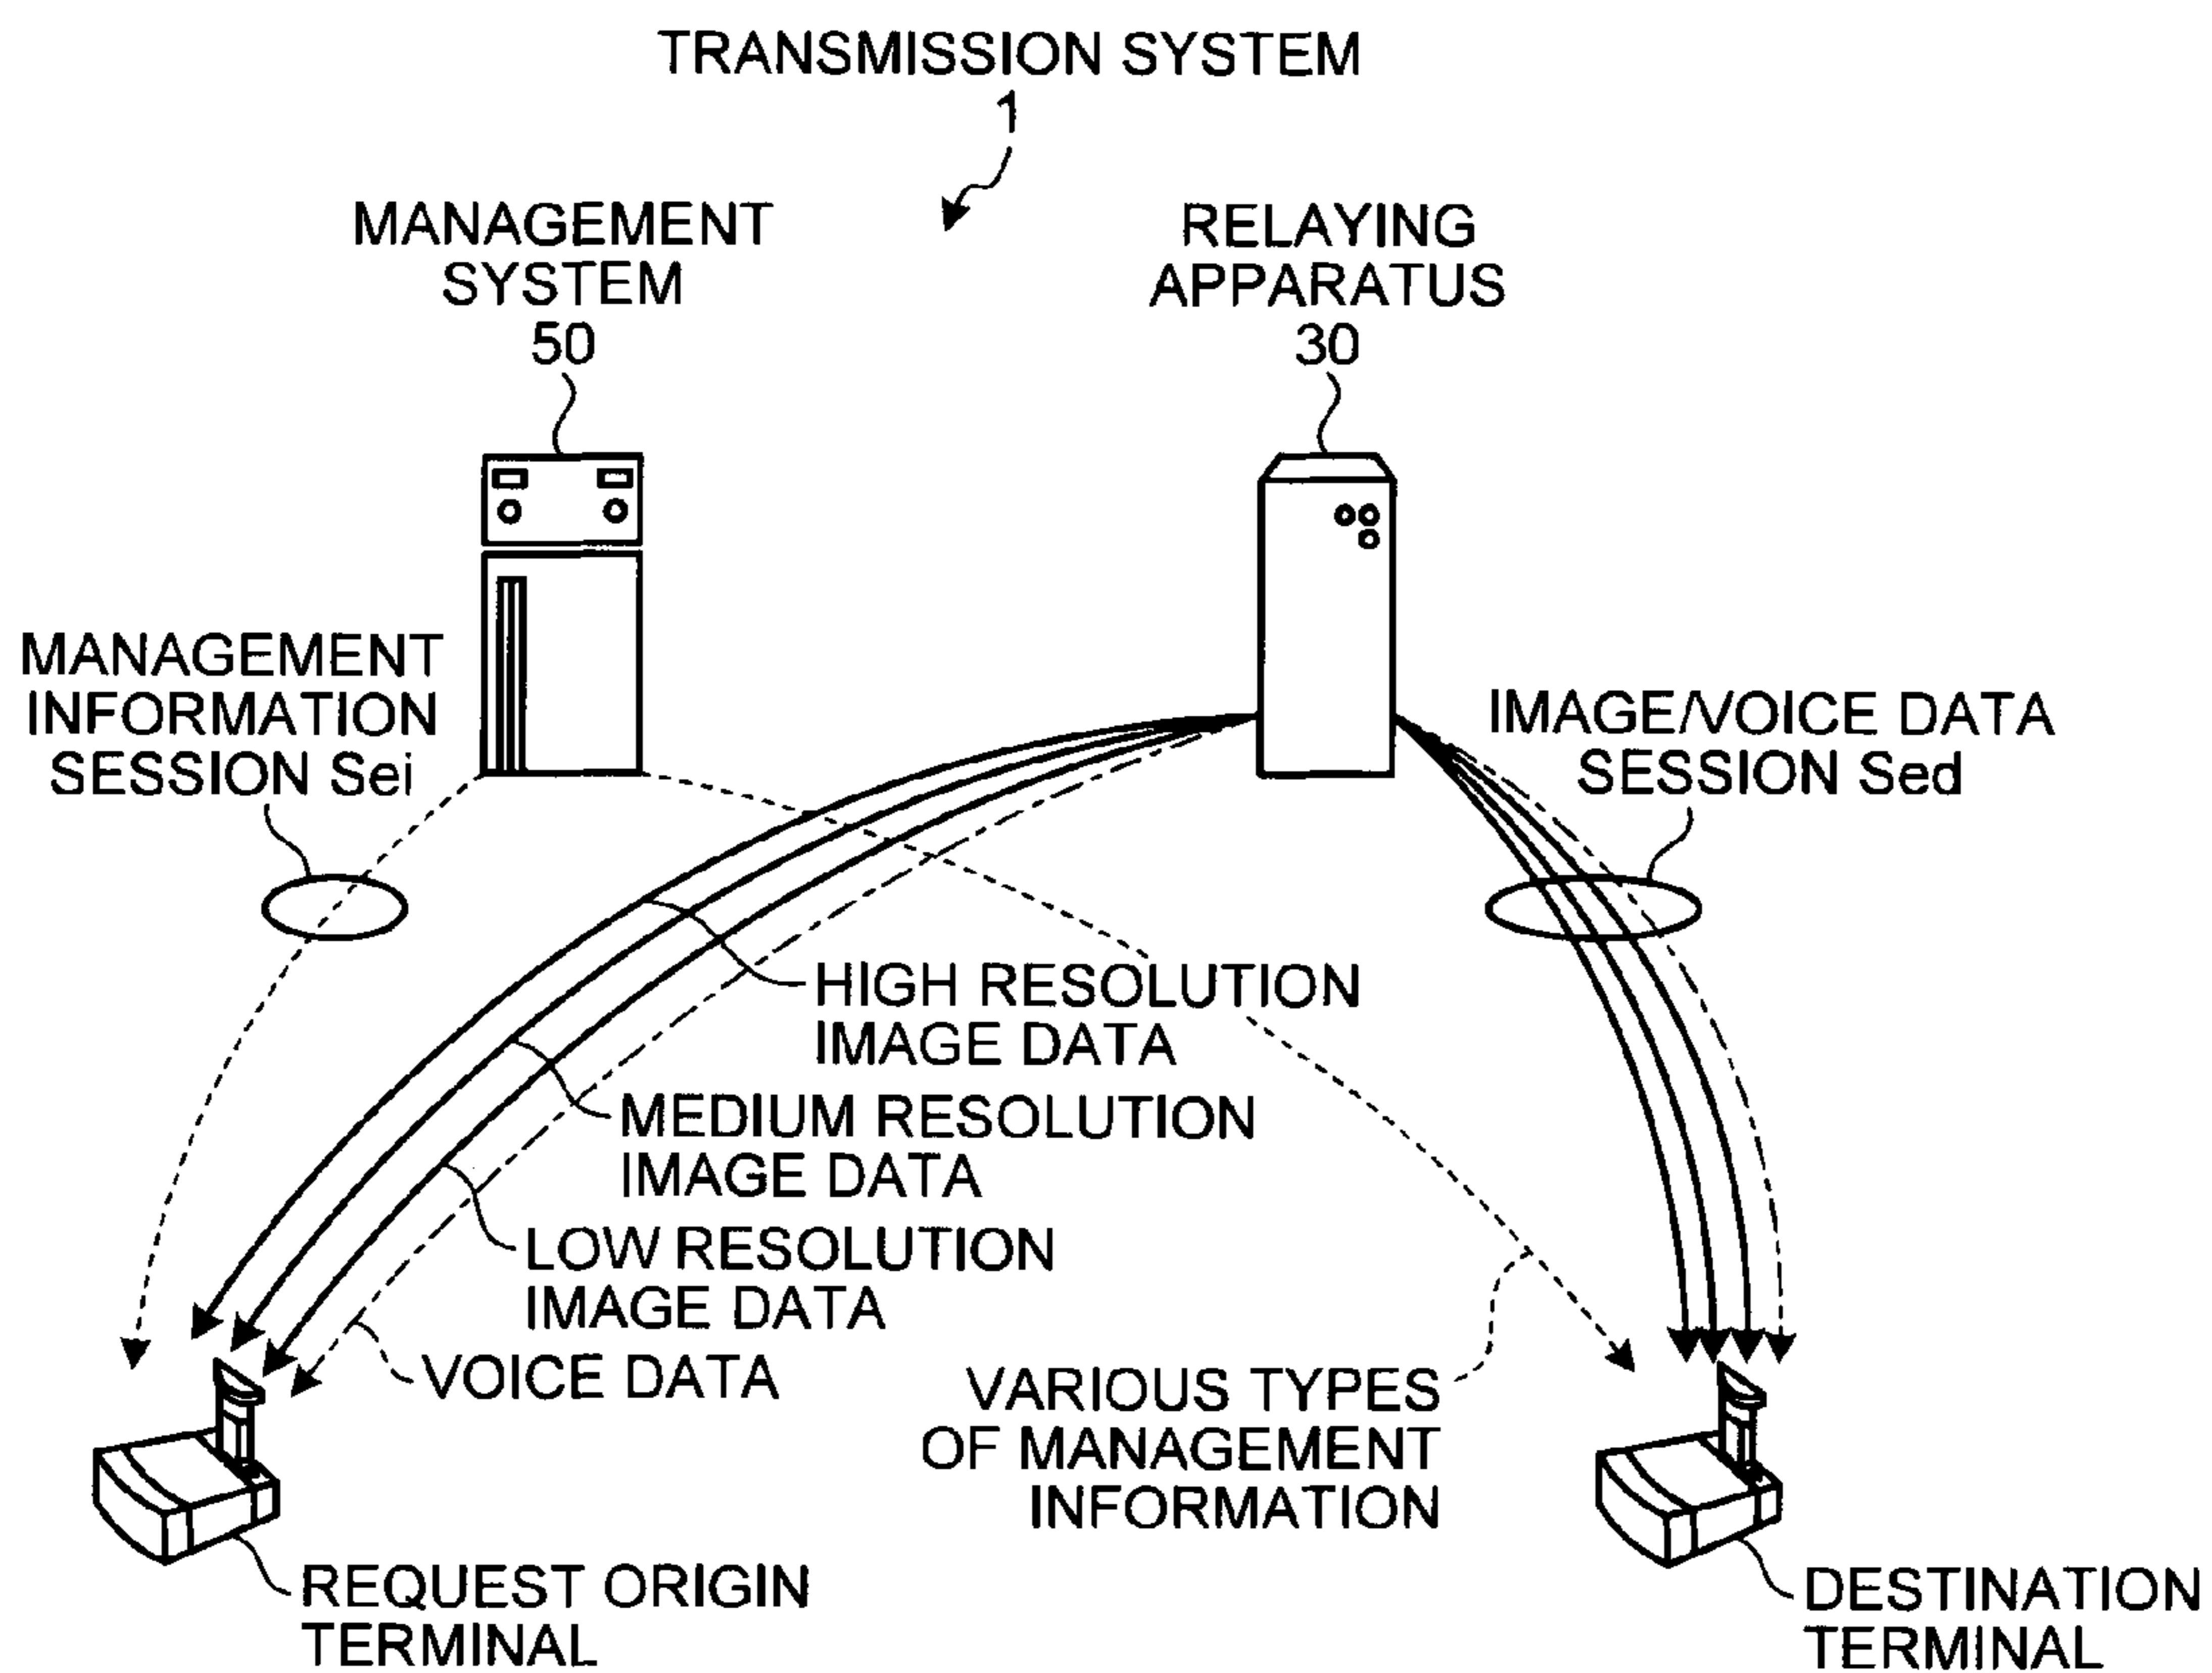 TRANSMISSION SYSTEM
1
MANAGEMENT
SYSTEM
50
RELAYING
APPARATUS
30
MANAGEMENT
INFORMATION
SESSION Sei
IMAGE/VOICE DATA
SESSION Sed
HIGH RESOLUTION
IMAGE DATA
MEDIUM RESOLUTION
IMAGE DATA
LOW RESOLUTION
IMAGE DATA
VOICE DATA
VARIOUS TYPES
OF MANAGEMENT
INFORMATION
REQUEST ORIGIN
TERMINAL
DESTINATION
TERMINAL